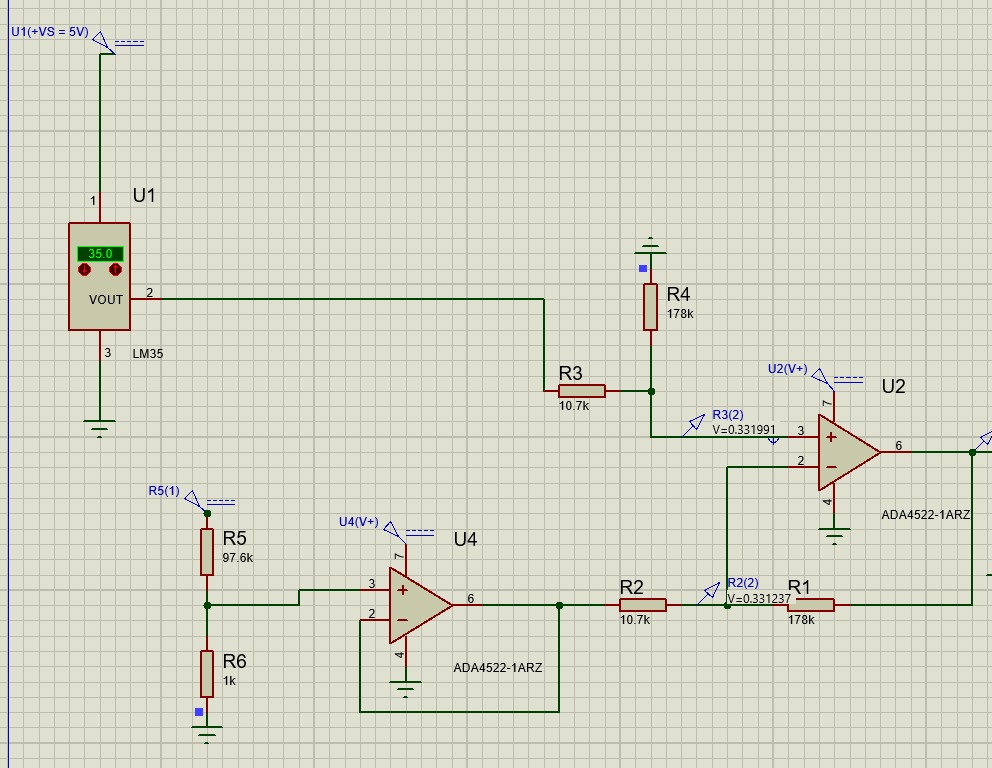 U1(+VS = 5V)
1
U1
35.0
VOUT
2
3
LM35
R4
178k
R3
10.7k
U2(V+)
U2
7
R3(2)
V=0.331991
3
2
6
4
ADA4522-1ARZ
R5(1)
R5
97.6k
U4(V+)
U4
7
3
2
6
4
ADA4522-1ARZ
R2
10.7k
R2(2)
V=0.331237
R1
178k
R6
1k